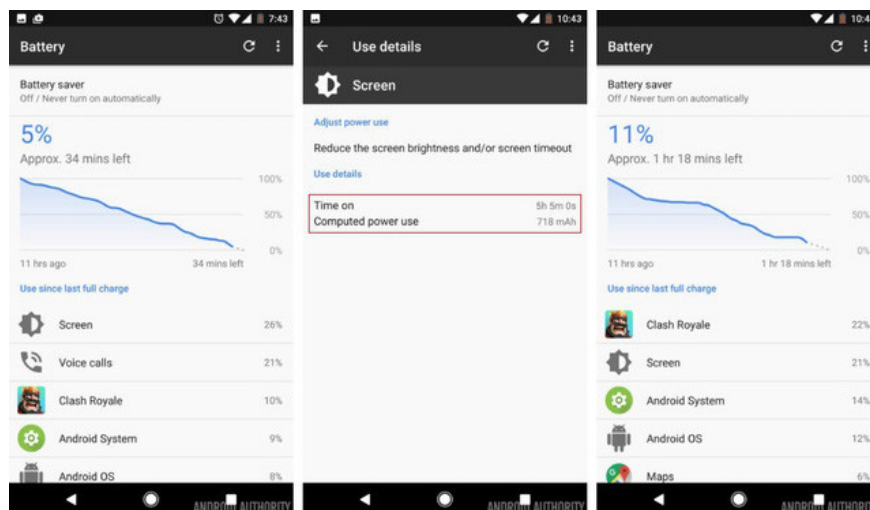 7:43
Battery
Battery saver
Off / Never turn on automatically
5%
Approx. 34 mins left
100%
50%
0%
11 hrs ago 34 mins left
Use since last full charge
Screen 26%
Voice calls 21%
Clash Royale 10%
Android System 9%
Android OS 8%
10:43
Use details
Screen
Adjust power use
Reduce the screen brightness and/or screen timeout
Use details
Time on 5h 5m 0s
Computed power use 718 mAh
10:4
Battery
Battery saver
Off / Never turn on automatically
11%
Approx. 1 hr 18 mins left
100%
50%
0%
11 hrs ago 1 hr 18 mins left
Use since last full charge
Clash Royale 22%
Screen 21%
Android System 14%
Android OS 12%
Maps 6%